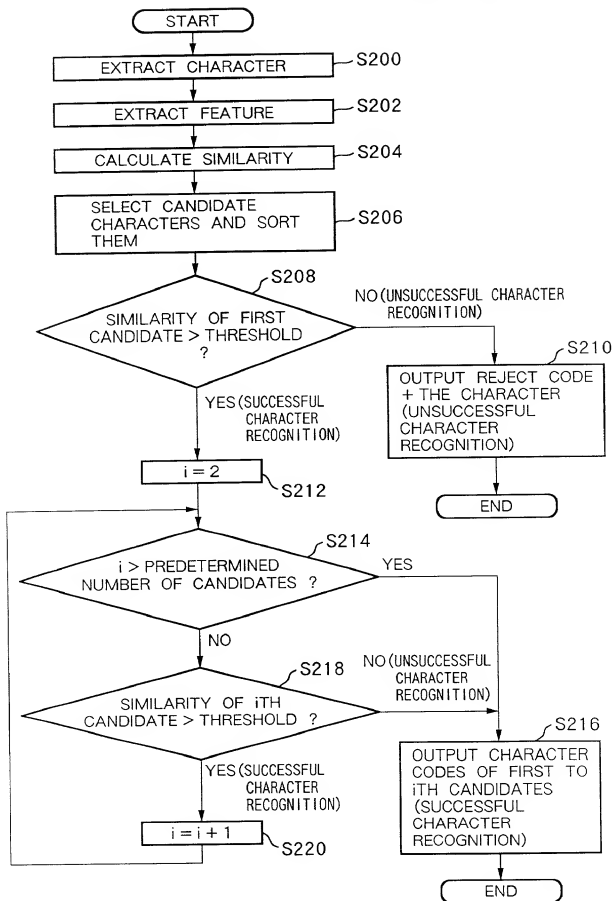 START
EXTRACT CHARACTER
S200
EXTRACT FEATURE
S202
CALCULATE SIMILARITY
S204
SELECT CANDIDATE
CHARACTERS AND SORT
THEM
S206
S208
SIMILARITY OF FIRST
CANDIDATE > THRESHOLD
?
NO (UNSUCCESSFUL CHARACTER
RECOGNITION)
S210
OUTPUT REJECT CODE
+ THE CHARACTER
(UNSUCCESSFUL
CHARACTER
RECOGNITION)
END
YES (SUCCESSFUL
CHARACTER
RECOGNITION)
i = 2
S212
S214
i > PREDETERMINED
NUMBER OF CANDIDATES ?
YES
NO
S218
NO (UNSUCCESSFUL
CHARACTER
RECOGNITION)
SIMILARITY OF iTH
CANDIDATE > THRESHOLD ?
S216
OUTPUT CHARACTER
CODES OF FIRST TO
iTH CANDIDATES
(SUCCESSFUL
CHARACTER
RECOGNITION)
YES (SUCCESSFUL
CHARACTER
RECOGNITION)
i = i + 1
S220
END